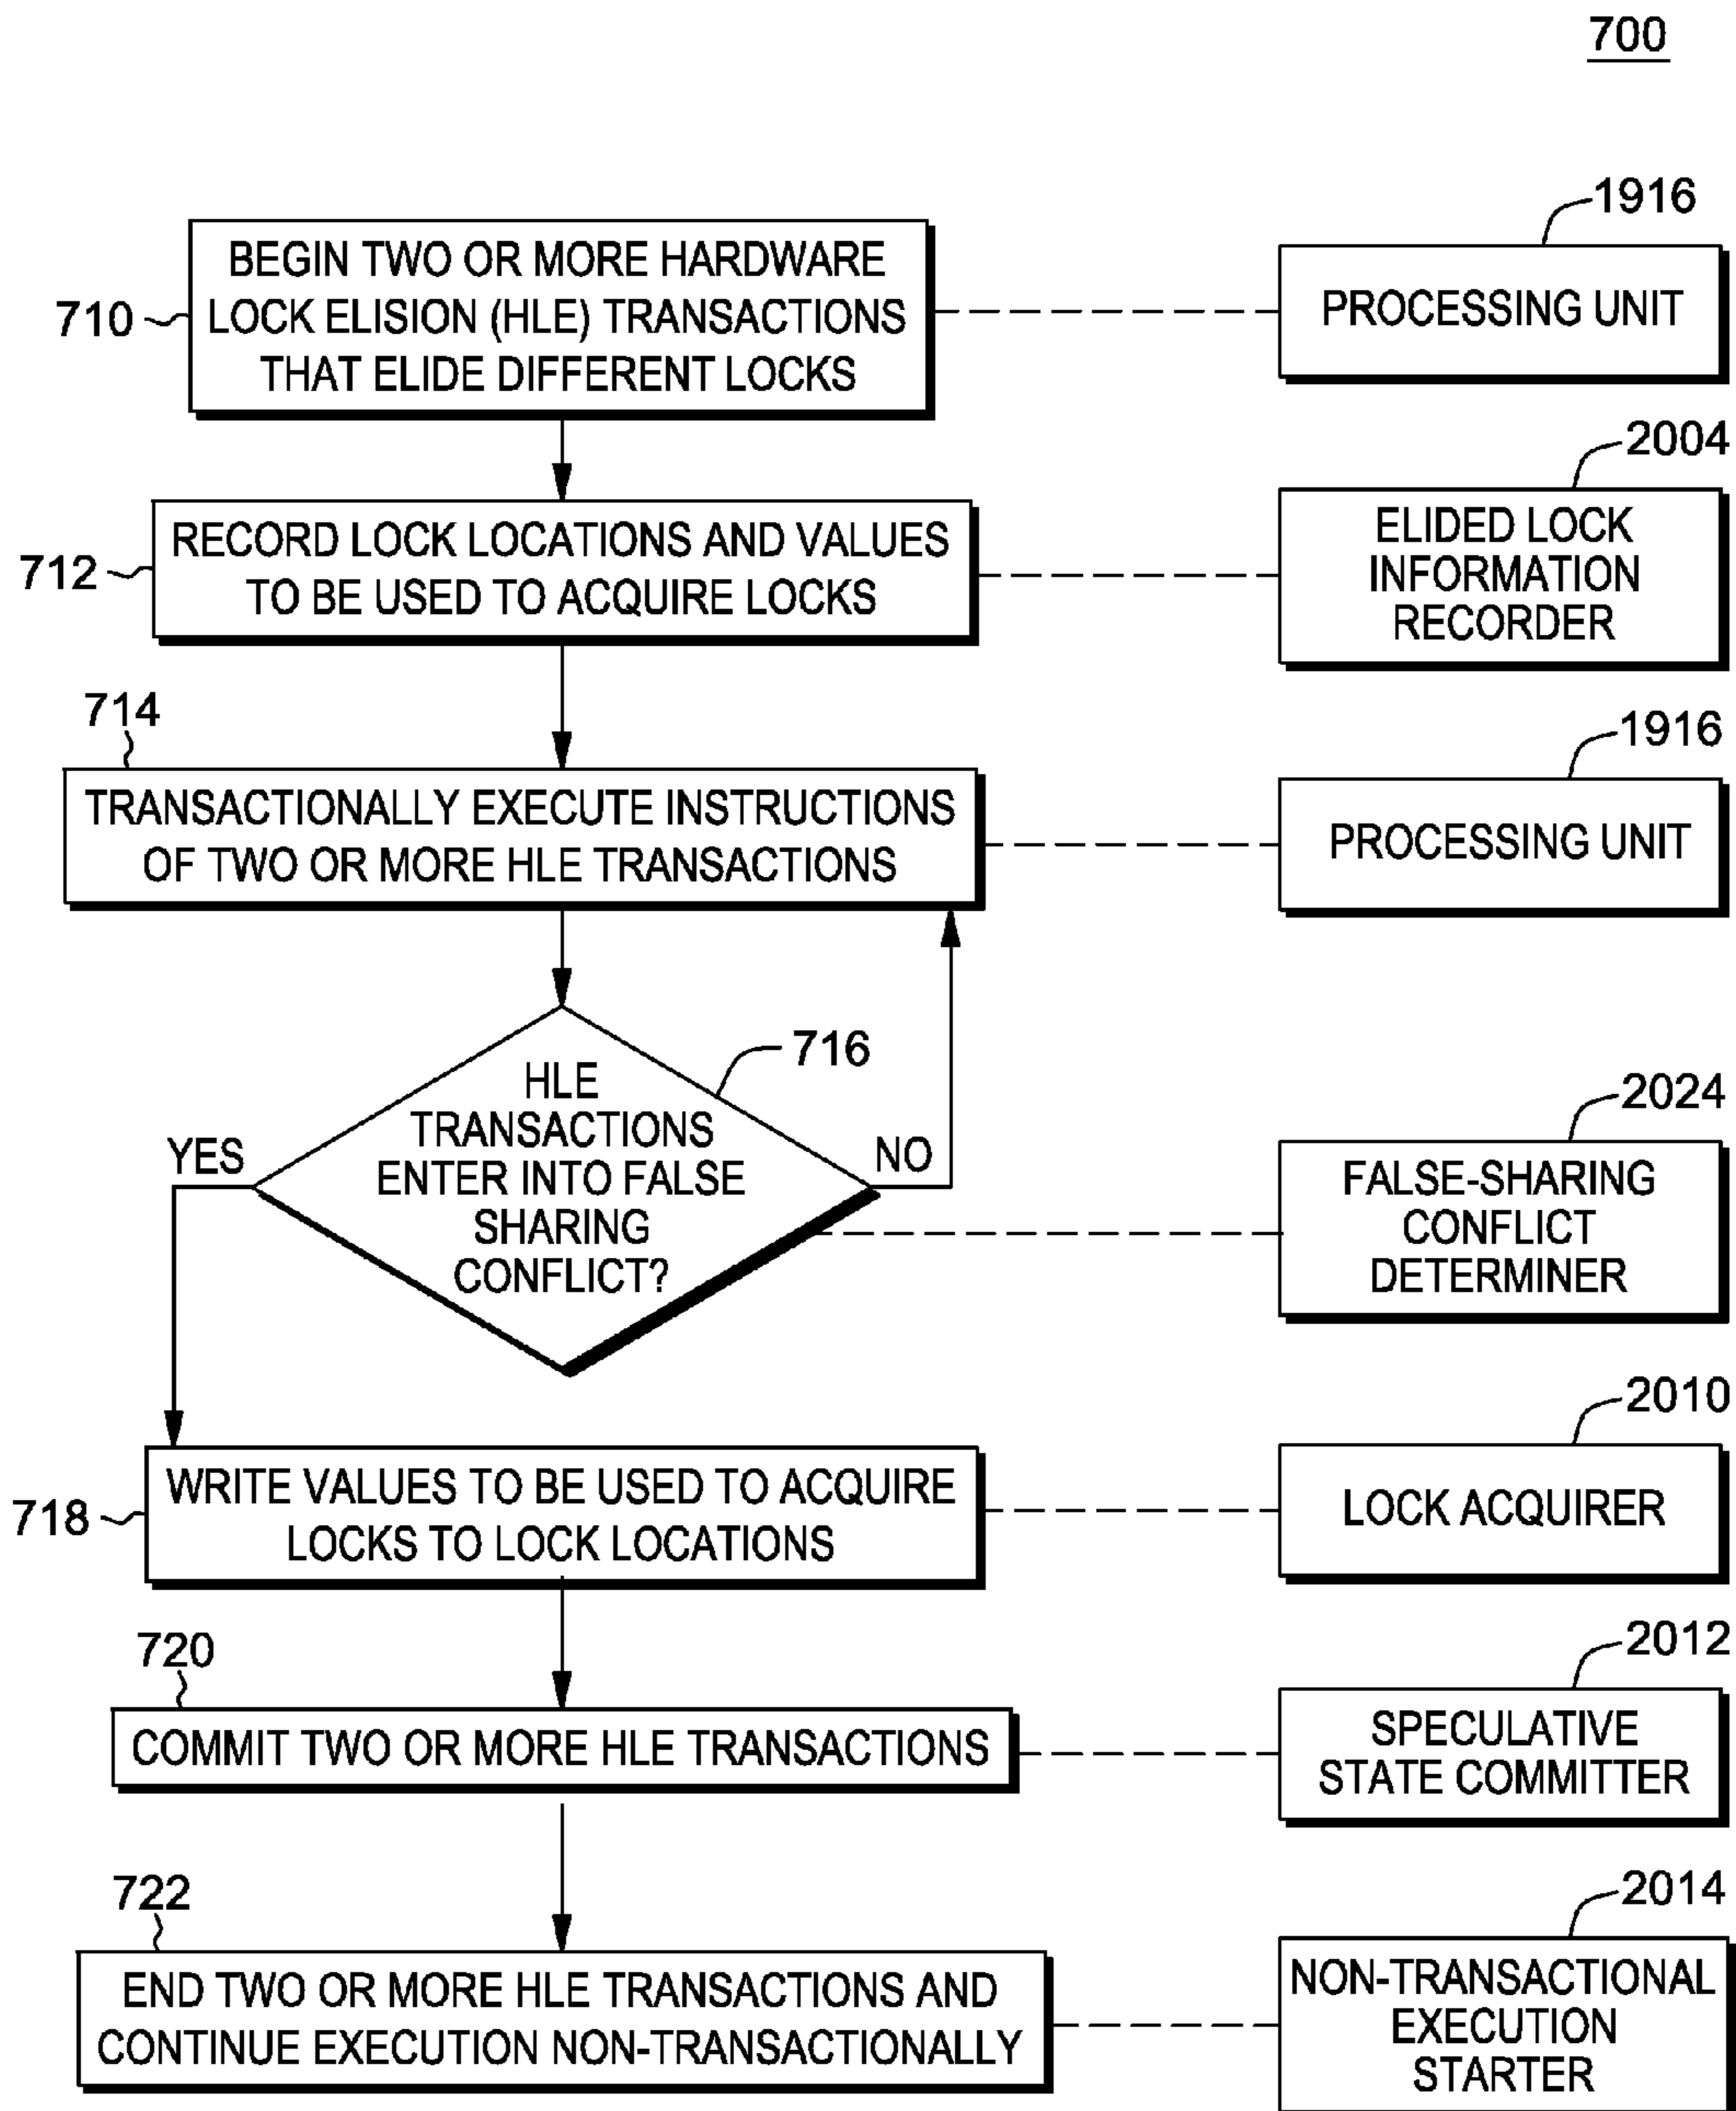 700
1916
BEGIN TWO OR MORE HARDWARE
LOCK ELISION (HLE) TRANSACTIONS
THAT ELIDE DIFFERENT LOCKS
710
PROCESSING UNIT
2004
RECORD LOCK LOCATIONS AND VALUES
TO BE USED TO ACQUIRE LOCKS
712
ELIDED LOCK
INFORMATION
RECORDER
714
1916
TRANSACTIONALLY EXECUTE INSTRUCTIONS
OF TWO OR MORE HLE TRANSACTIONS
PROCESSING UNIT
716
HLE
TRANSACTIONS
ENTER INTO FALSE
SHARING
CONFLICT?
YES
NO
2024
FALSE-SHARING
CONFLICT
DETERMINER
2010
WRITE VALUES TO BE USED TO ACQUIRE
LOCKS TO LOCK LOCATIONS
718
LOCK ACQUIRER
720
2012
COMMIT TWO OR MORE HLE TRANSACTIONS
SPECULATIVE
STATE COMMITTER
722
2014
END TWO OR MORE HLE TRANSACTIONS AND
CONTINUE EXECUTION NON-TRANSACTIONALLY
NON-TRANSACTIONAL
EXECUTION
STARTER